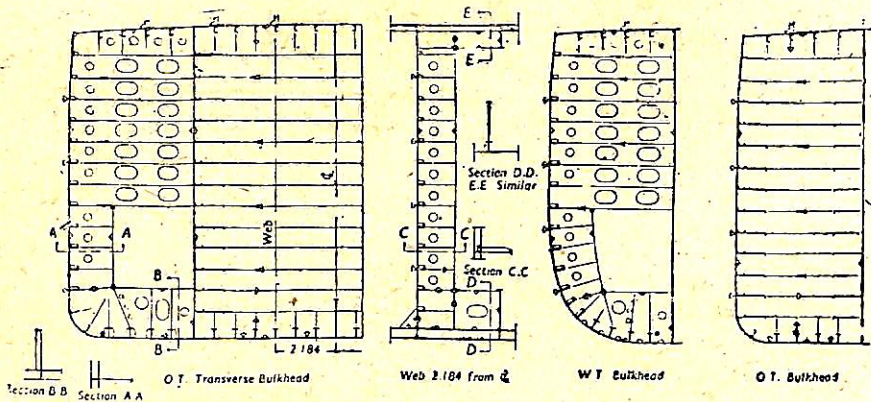 E
E
A
A
Web
℄
B
B
2.184
Section B B
Section A A
O T. Transverse Bulkhead
E
E
Section D.D.
E.E Similar
C
C
Section C.C
D
D
Web 2.184 from ℄
W T Bulkhead
O T. Bulkhead